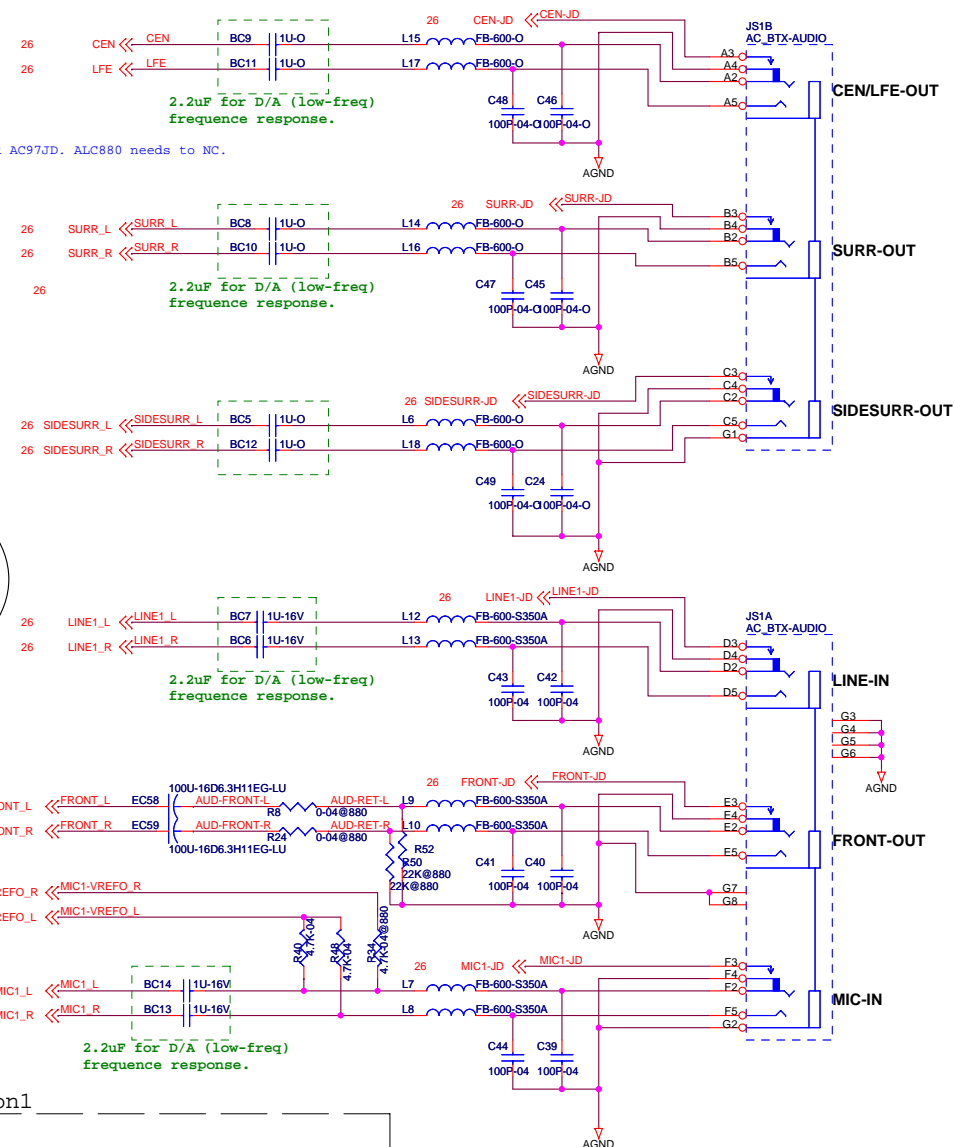 26 CEN-JD CEN-JD
JS1B
AC_BTX-AUDIO
26 CEN CEN BC9 1U-O L15 FB-600-O
26 LFE LFE BC11 1U-O L17 FB-600-O
A3
A4
A2
A5
CEN/LFE-OUT
2.2uF for D/A (low-freq)
frequence response.
C48 C46
100P-04-O 100P-04-O
AGND
AC97JD. ALC880 needs to NC.
26 SURR-JD SURR-JD
26 SURR_L SURR_L BC8 1U-O L14 FB-600-O
26 SURR_R SURR_R BC10 1U-O L16 FB-600-O
B3
B4
B2
B5
SURR-OUT
26
2.2uF for D/A (low-freq)
frequence response.
C47 C45
100P-04-O 100P-04-O
AGND
26 SIDESURR-JD SIDESURR-JD
26 SIDESURR_L SIDESURR_L BC5 1U-O L6 FB-600-O
26 SIDESURR_R SIDESURR_R BC12 1U-O L18 FB-600-O
C3
C4
C2
C5
G1
SIDESURR-OUT
C49 C24
100P-04-O 100P-04-O
AGND
26 LINE1-JD LINE1-JD
JS1A
AC_BTX-AUDIO
26 LINE1_L LINE1_L BC7 1U-16V L12 FB-600-S350A
26 LINE1_R LINE1_R BC6 1U-16V L13 FB-600-S350A
D3
D4
D2
D5
LINE-IN
2.2uF for D/A (low-freq)
frequence response.
C43 C42
100P-04 100P-04
AGND
G3
G4
G5
G6
AGND
26 FRONT-JD FRONT-JD
100U-16D6.3H11EG-LU
ONT_L FRONT_L EC58 AUD-FRONT-L R8 0-04@880 AUD-RET-L L9 FB-600-S350A
ONT_R FRONT_R EC59 AUD-FRONT-R R24 0-04@880 AUD-RET-R L10 FB-600-S350A
100U-16D6.3H11EG-LU
E3
E4
E2
E5
G7
G8
FRONT-OUT
R52
R50
22K@880
22K@880
C41 C40
100P-04 100P-04
AGND
REFO_R MIC1-VREFO_R
REFO_L MIC1-VREFO_L
R40 4.7K-04
R48 4.7K-04
R34 4.7K-04@880
26 MIC1-JD MIC1-JD
MIC1_L MIC1_L BC14 1U-16V L7 FB-600-S350A
MIC1_R MIC1_R BC13 1U-16V L8 FB-600-S350A
F3
F4
F2
F5
G2
MIC-IN
2.2uF for D/A (low-freq)
frequence response.
C44 C39
100P-04 100P-04
AGND
on1